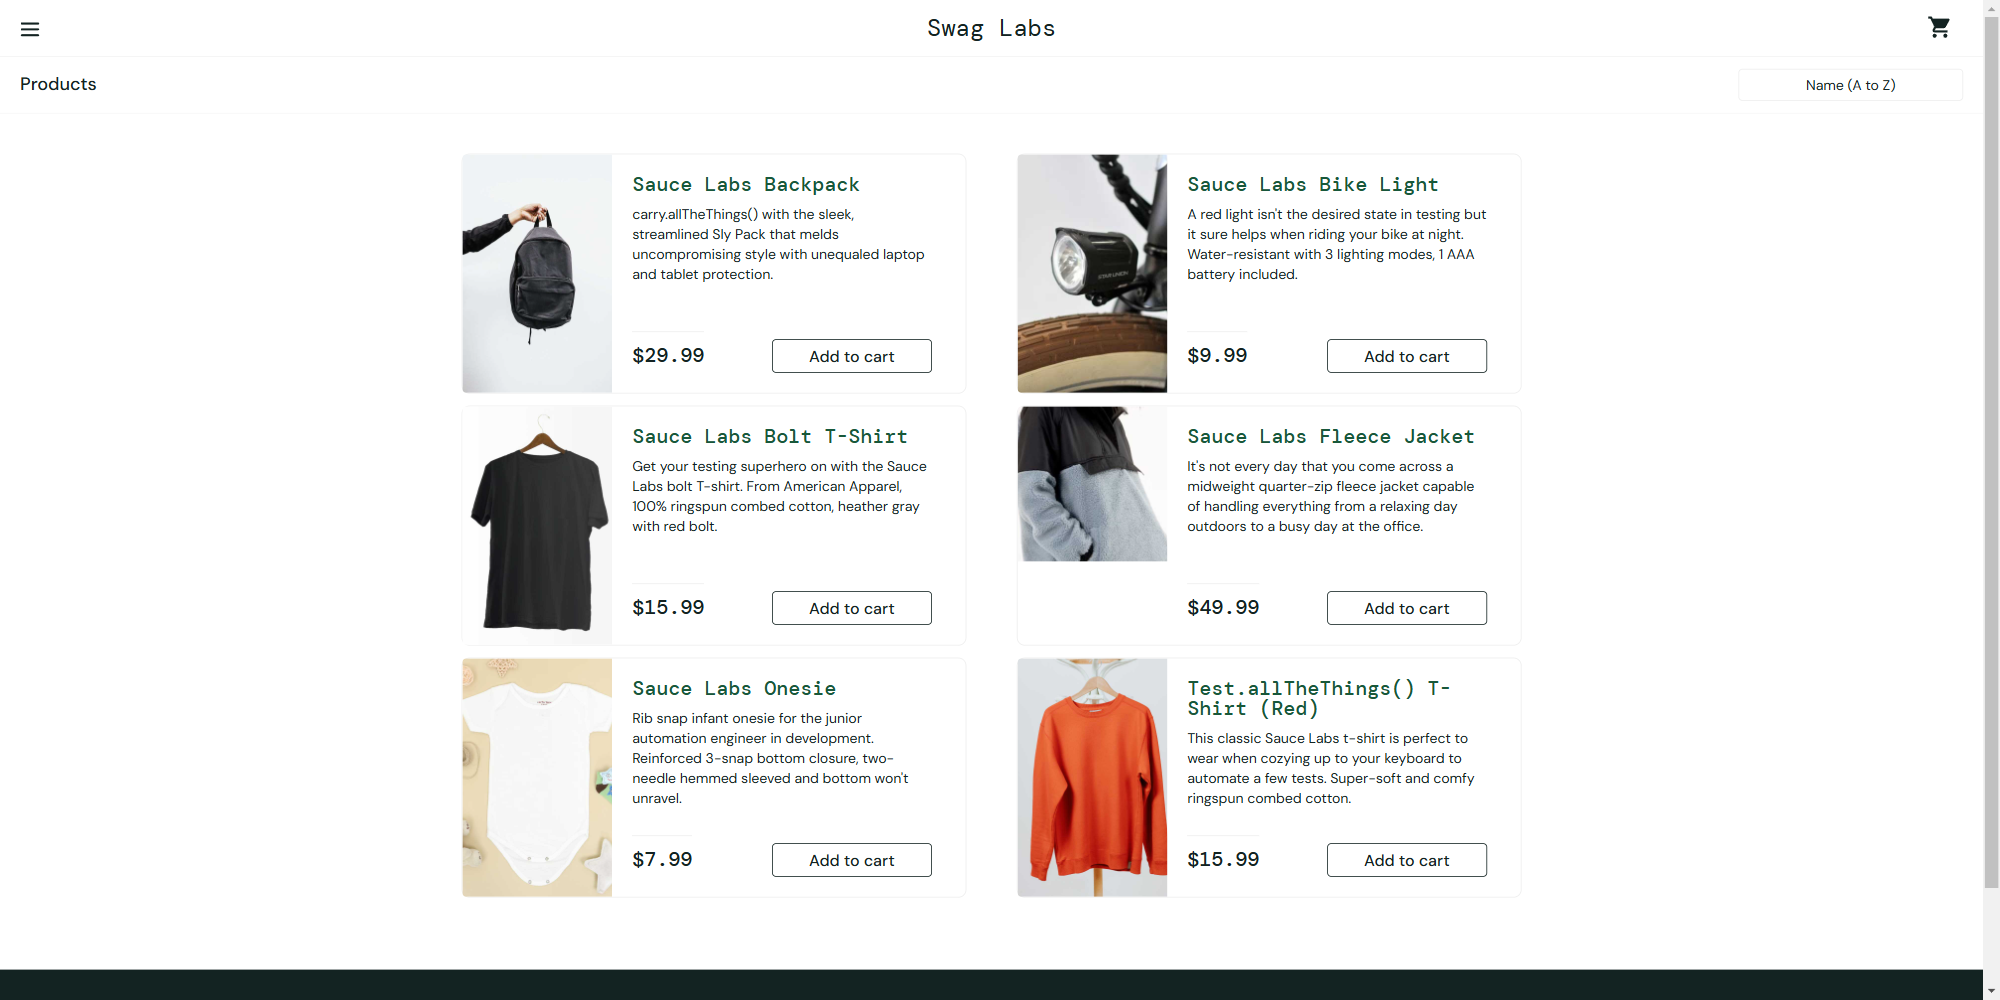 Swag Labs
Products
Name (A to Z)
Sauce Labs Backpack
carry.allTheThings() with the sleek,
streamlined Sly Pack that melds
uncompromising style with unequaled laptop
and tablet protection.
$29.99
Add to cart
Sauce Labs Bike Light
A red light isn't the desired state in testing but
it sure helps when riding your bike at night.
Water-resistant with 3 lighting modes, 1 AAA
battery included.
$9.99
Add to cart
Sauce Labs Bolt T-Shirt
Get your testing superhero on with the Sauce
Labs bolt T-shirt. From American Apparel,
100% ringspun combed cotton, heather gray
with red bolt.
$15.99
Add to cart
Sauce Labs Fleece Jacket
It's not every day that you come across a
midweight quarter-zip fleece jacket capable
of handling everything from a relaxing day
outdoors to a busy day at the office.
$49.99
Add to cart
Sauce Labs Onesie
Rib snap infant onesie for the junior
automation engineer in development.
Reinforced 3-snap bottom closure, two-
needle hemmed sleeved and bottom won't
unravel.
$7.99
Add to cart
Test.allTheThings() T-
Shirt (Red)
This classic Sauce Labs t-shirt is perfect to
wear when cozying up to your keyboard to
automate a few tests. Super-soft and comfy
ringspun combed cotton.
$15.99
Add to cart